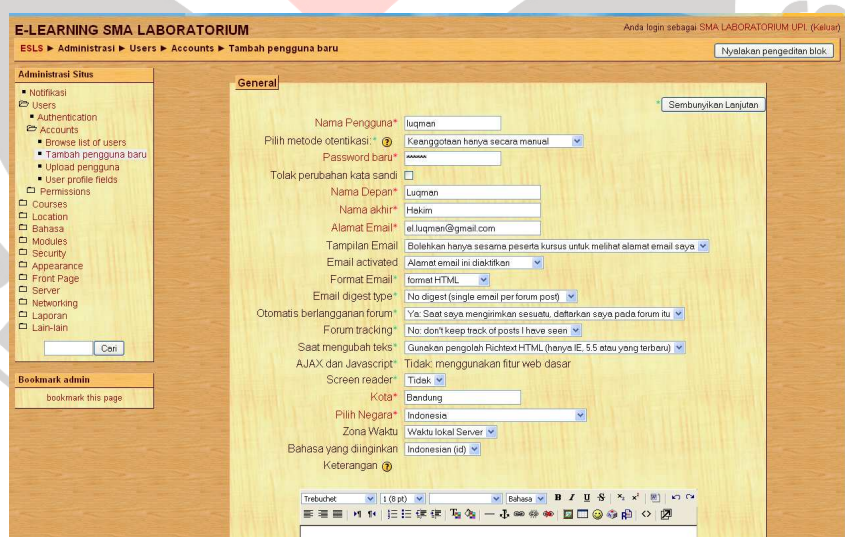 E-LEARNING SMA LABORATORIUM
Anda login sebagai SMA LABORATORIUM UPI. (Keluar)
ESLS ► Administrasi ► Users ► Accounts ► Tambah pengguna baru
Nyalakan pengeditan blok
Administrasi Situs
Notifikasi
Users
Authentication
Accounts
Browse list of users
Tambah pengguna baru
Upload pengguna
User profile fields
Permissions
Courses
Location
Bahasa
Modules
Security
Appearance
Front Page
Server
Networking
Laporan
Lain-lain
Cari
Bookmark admin
bookmark this page
General
* Sembunyikan Lanjutan
Nama Pengguna* luqman
Pilih metode otentikasi:* Keanggotaan hanya secara manual
Password baru* ******
Tolak perubahan kata sandi
Nama Depan* Luqman
Nama akhir* Hakim
Alamat Email* el.luqman@gmail.com
Tampilan Email Bolehkan hanya sesama peserta kursus untuk melihat alamat email saya
Email activated Alamat email ini diaktifkan
Format Email* format HTML
Email digest type* No digest (single email per forum post)
Otomatis berlangganan forum* Ya: Saat saya mengirimkan sesuatu, daftarkan saya pada forum itu
Forum tracking* No: don't keep track of posts I have seen
Saat mengubah teks* Gunakan pengolah Richtext HTML (hanya IE, 5.5 atau yang terbaru)
AJAX dan Javascript* Tidak: menggunakan fitur web dasar
Screen reader* Tidak
Kota* Bandung
Pilih Negara* Indonesia
Zona Waktu Waktu lokal Server
Bahasa yang diinginkan Indonesian (id)
Keterangan
Trebuchet 1 (8 pt) Bahasa B I U S x₂ x²